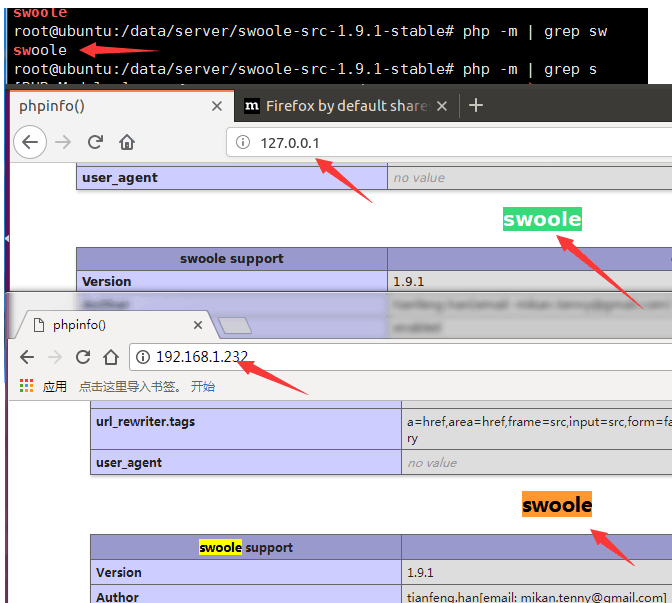 swoole
root@ubuntu:/data/server/swoole-src-1.9.1-stable# php -m | grep sw
swoole
root@ubuntu:/data/server/swoole-src-1.9.1-stable# php -m | grep s
phpinfo()
Firefox by default share
127.0.0.1
user_agent no value
swoole
swoole support
Version 1.9.1
phpinfo()
192.168.1.232
应用 点击这里导入书签。 开始
url_rewriter.tags a=href,area=href,frame=src,input=src,form=fa
ry
user_agent no value
swoole
swoole support
Version 1.9.1
Author tianfeng.han[email: mikan.tenny@gmail.com]